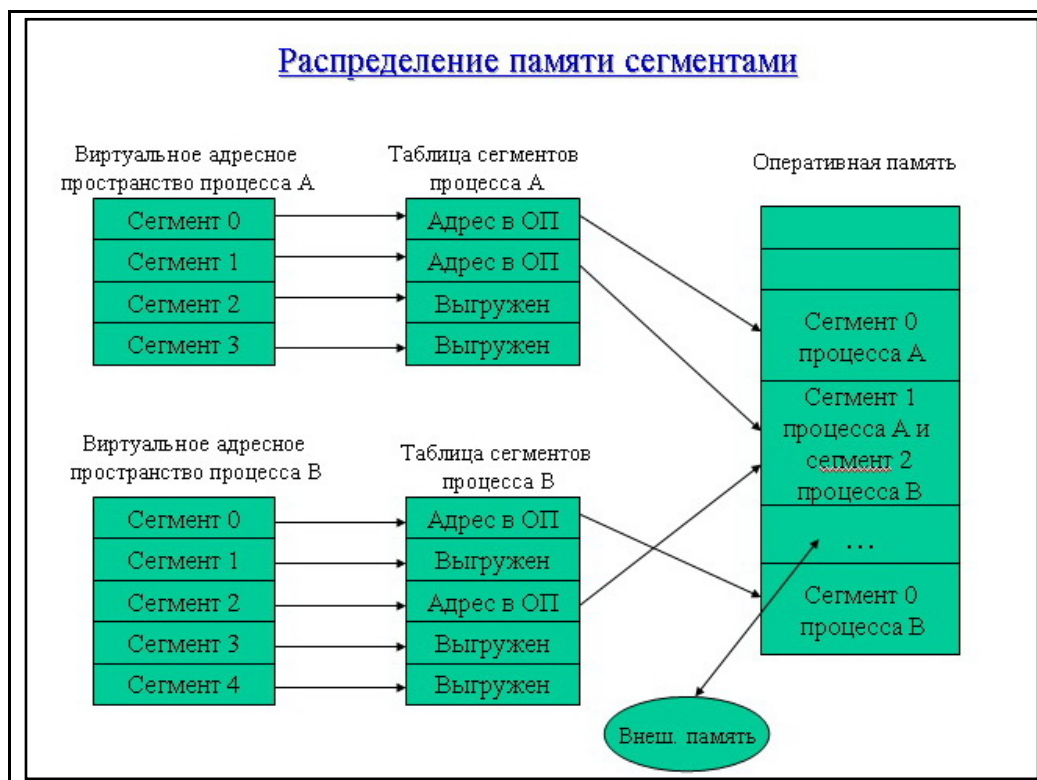 Распределение памяти сегментами
Виртуальное адресное
пространство процесса А
Сегмент 0
Сегмент 1
Сегмент 2
Сегмент 3
Таблица сегментов
процесса А
Адрес в ОП
Адрес в ОП
Выгружен
Выгружен
Оперативная память
Сегмент 0
процесса А
Сегмент 1
процесса А и
сегмент 2
процесса В
...
Сегмент 0
процесса В
Виртуальное адресное
пространство процесса В
Сегмент 0
Сегмент 1
Сегмент 2
Сегмент 3
Сегмент 4
Таблица сегментов
процесса В
Адрес в ОП
Выгружен
Адрес в ОП
Выгружен
Выгружен
Внеш. память